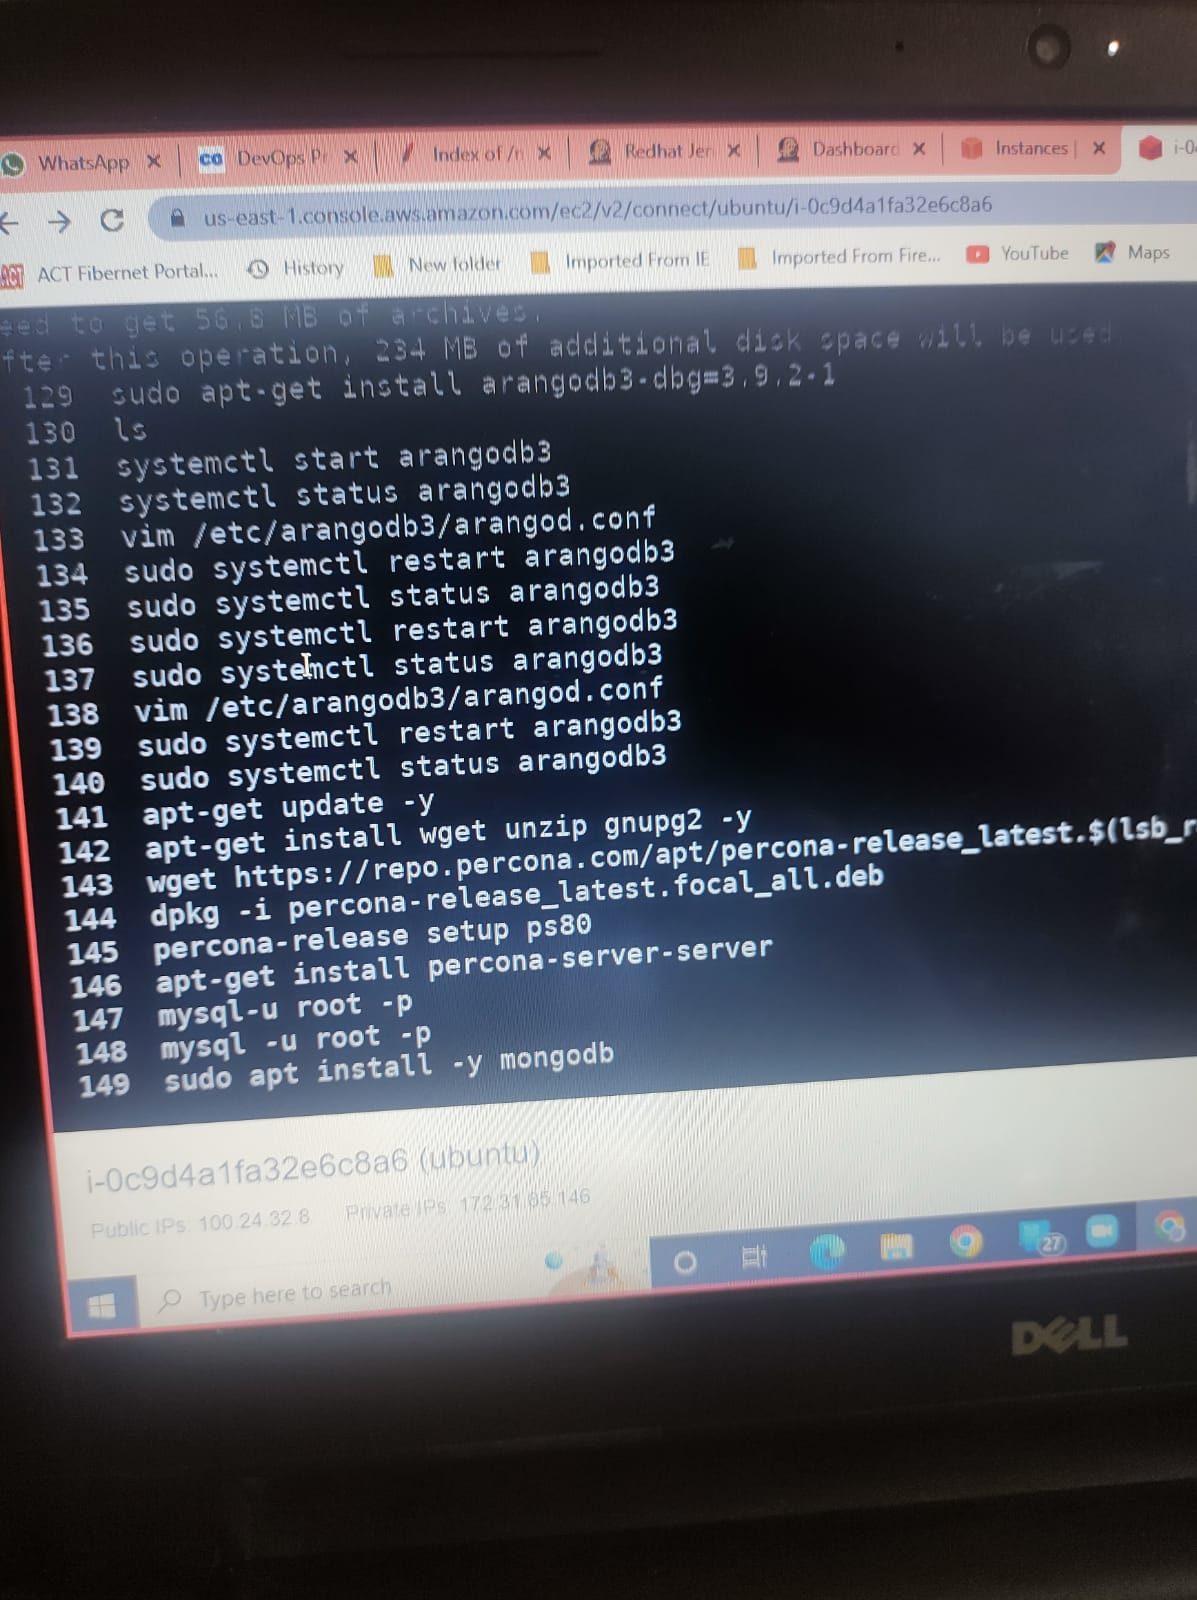 WhatsApp
DevOps Pr
Index of /r
Redhat Jer
Dashboard
Instances
us-east-1.console.aws.amazon.com/ec2/v2/connect/ubuntu/i-0c9d4a1fa32e6c8a6
ACT Fibernet Portal...
History
New folder
Imported From IE
Imported From Fire...
YouTube
Maps
eed to get 56.8 MB of archives.
fter this operation, 234 MB of additional disk space will be used.
129 sudo apt-get install arangodb3-dbg=3.9.2-1
130 ls
131 systemctl start arangodb3
132 systemctl status arangodb3
133 vim /etc/arangodb3/arangod.conf
134 sudo systemctl restart arangodb3
135 sudo systemctl status arangodb3
136 sudo systemctl restart arangodb3
137 sudo systemctl status arangodb3
138 vim /etc/arangodb3/arangod.conf
139 sudo systemctl restart arangodb3
140 sudo systemctl status arangodb3
141 apt-get update -y
142 apt-get install wget unzip gnupg2 -y
143 wget https://repo.percona.com/apt/percona-release_latest.$(lsb_r
144 dpkg -i percona-release_latest.focal_all.deb
145 percona-release setup ps80
146 apt-get install percona-server-server
147 mysql-u root -p
148 mysql -u root -p
149 sudo apt install -y mongodb
i-0c9d4a1fa32e6c8a6 (ubuntu)
Public IPs: 100.24.32.8 Private IPs: 172.31.85.146
Type here to search
27
DELL